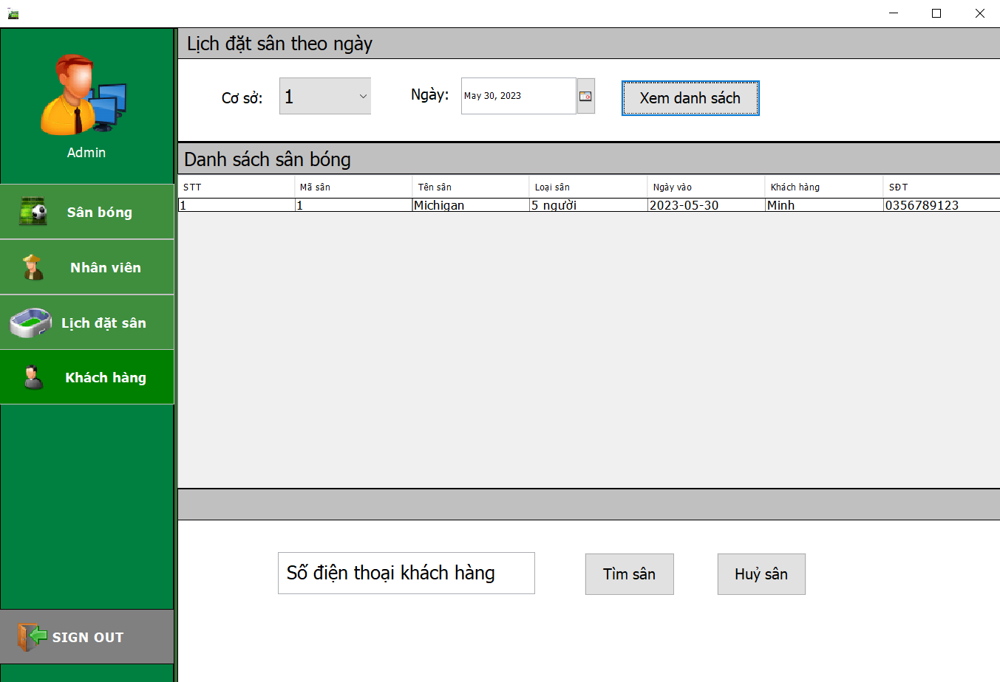 Admin
Sân bóng
Nhân viên
Lịch đặt sân
Khách hàng
SIGN OUT
Lịch đặt sân theo ngày
Cơ sở: 1 Ngày: May 30, 2023 Xem danh sách
Danh sách sân bóng
STT Mã sân Tên sân Loại sân Ngày vào Khách hàng SĐT
1 1 Michigan 5 người 2023-05-30 Minh 0356789123
Số điện thoại khách hàng Tìm sân Huỷ sân